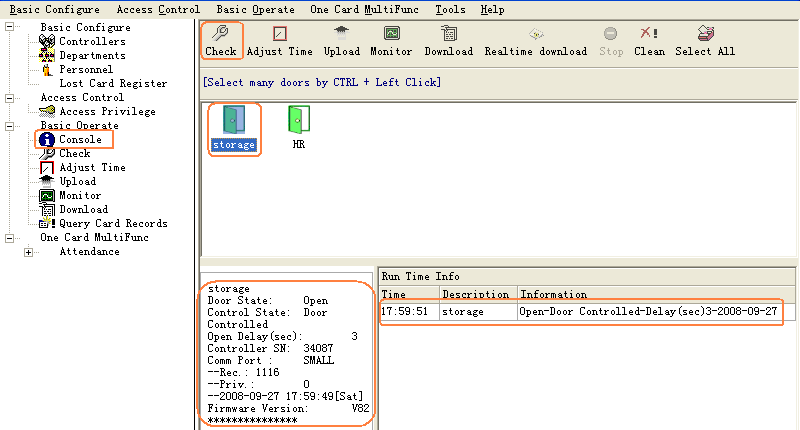 Basic Configure Access Control Basic Operate One Card MultiFunc Tools Help
Basic Configure
Controllers
Departments
Personnel
Lost Card Register
Access Control
Access Privilege
Basic Operate
Console
Check
Adjust Time
Upload
Monitor
Download
Query Card Records
One Card MultiFunc
Attendance
Check Adjust Time Upload Monitor Download Realtime download Stop Clean Select All
[Select many doors by CTRL + Left Click]
storage HR
storage
Door State: Open
Control State: Door
Controlled
Open Delay(sec): 3
Controller SN: 34087
Comm Port : SMALL
--Rec.: 1116
--Priv.: 0
--2008-09-27 17:59:49[Sat]
Firmware Version: V82
***************
Run Time Info
Time Description Information
17:59:51 storage Open-Door Controlled-Delay(sec)3-2008-09-27